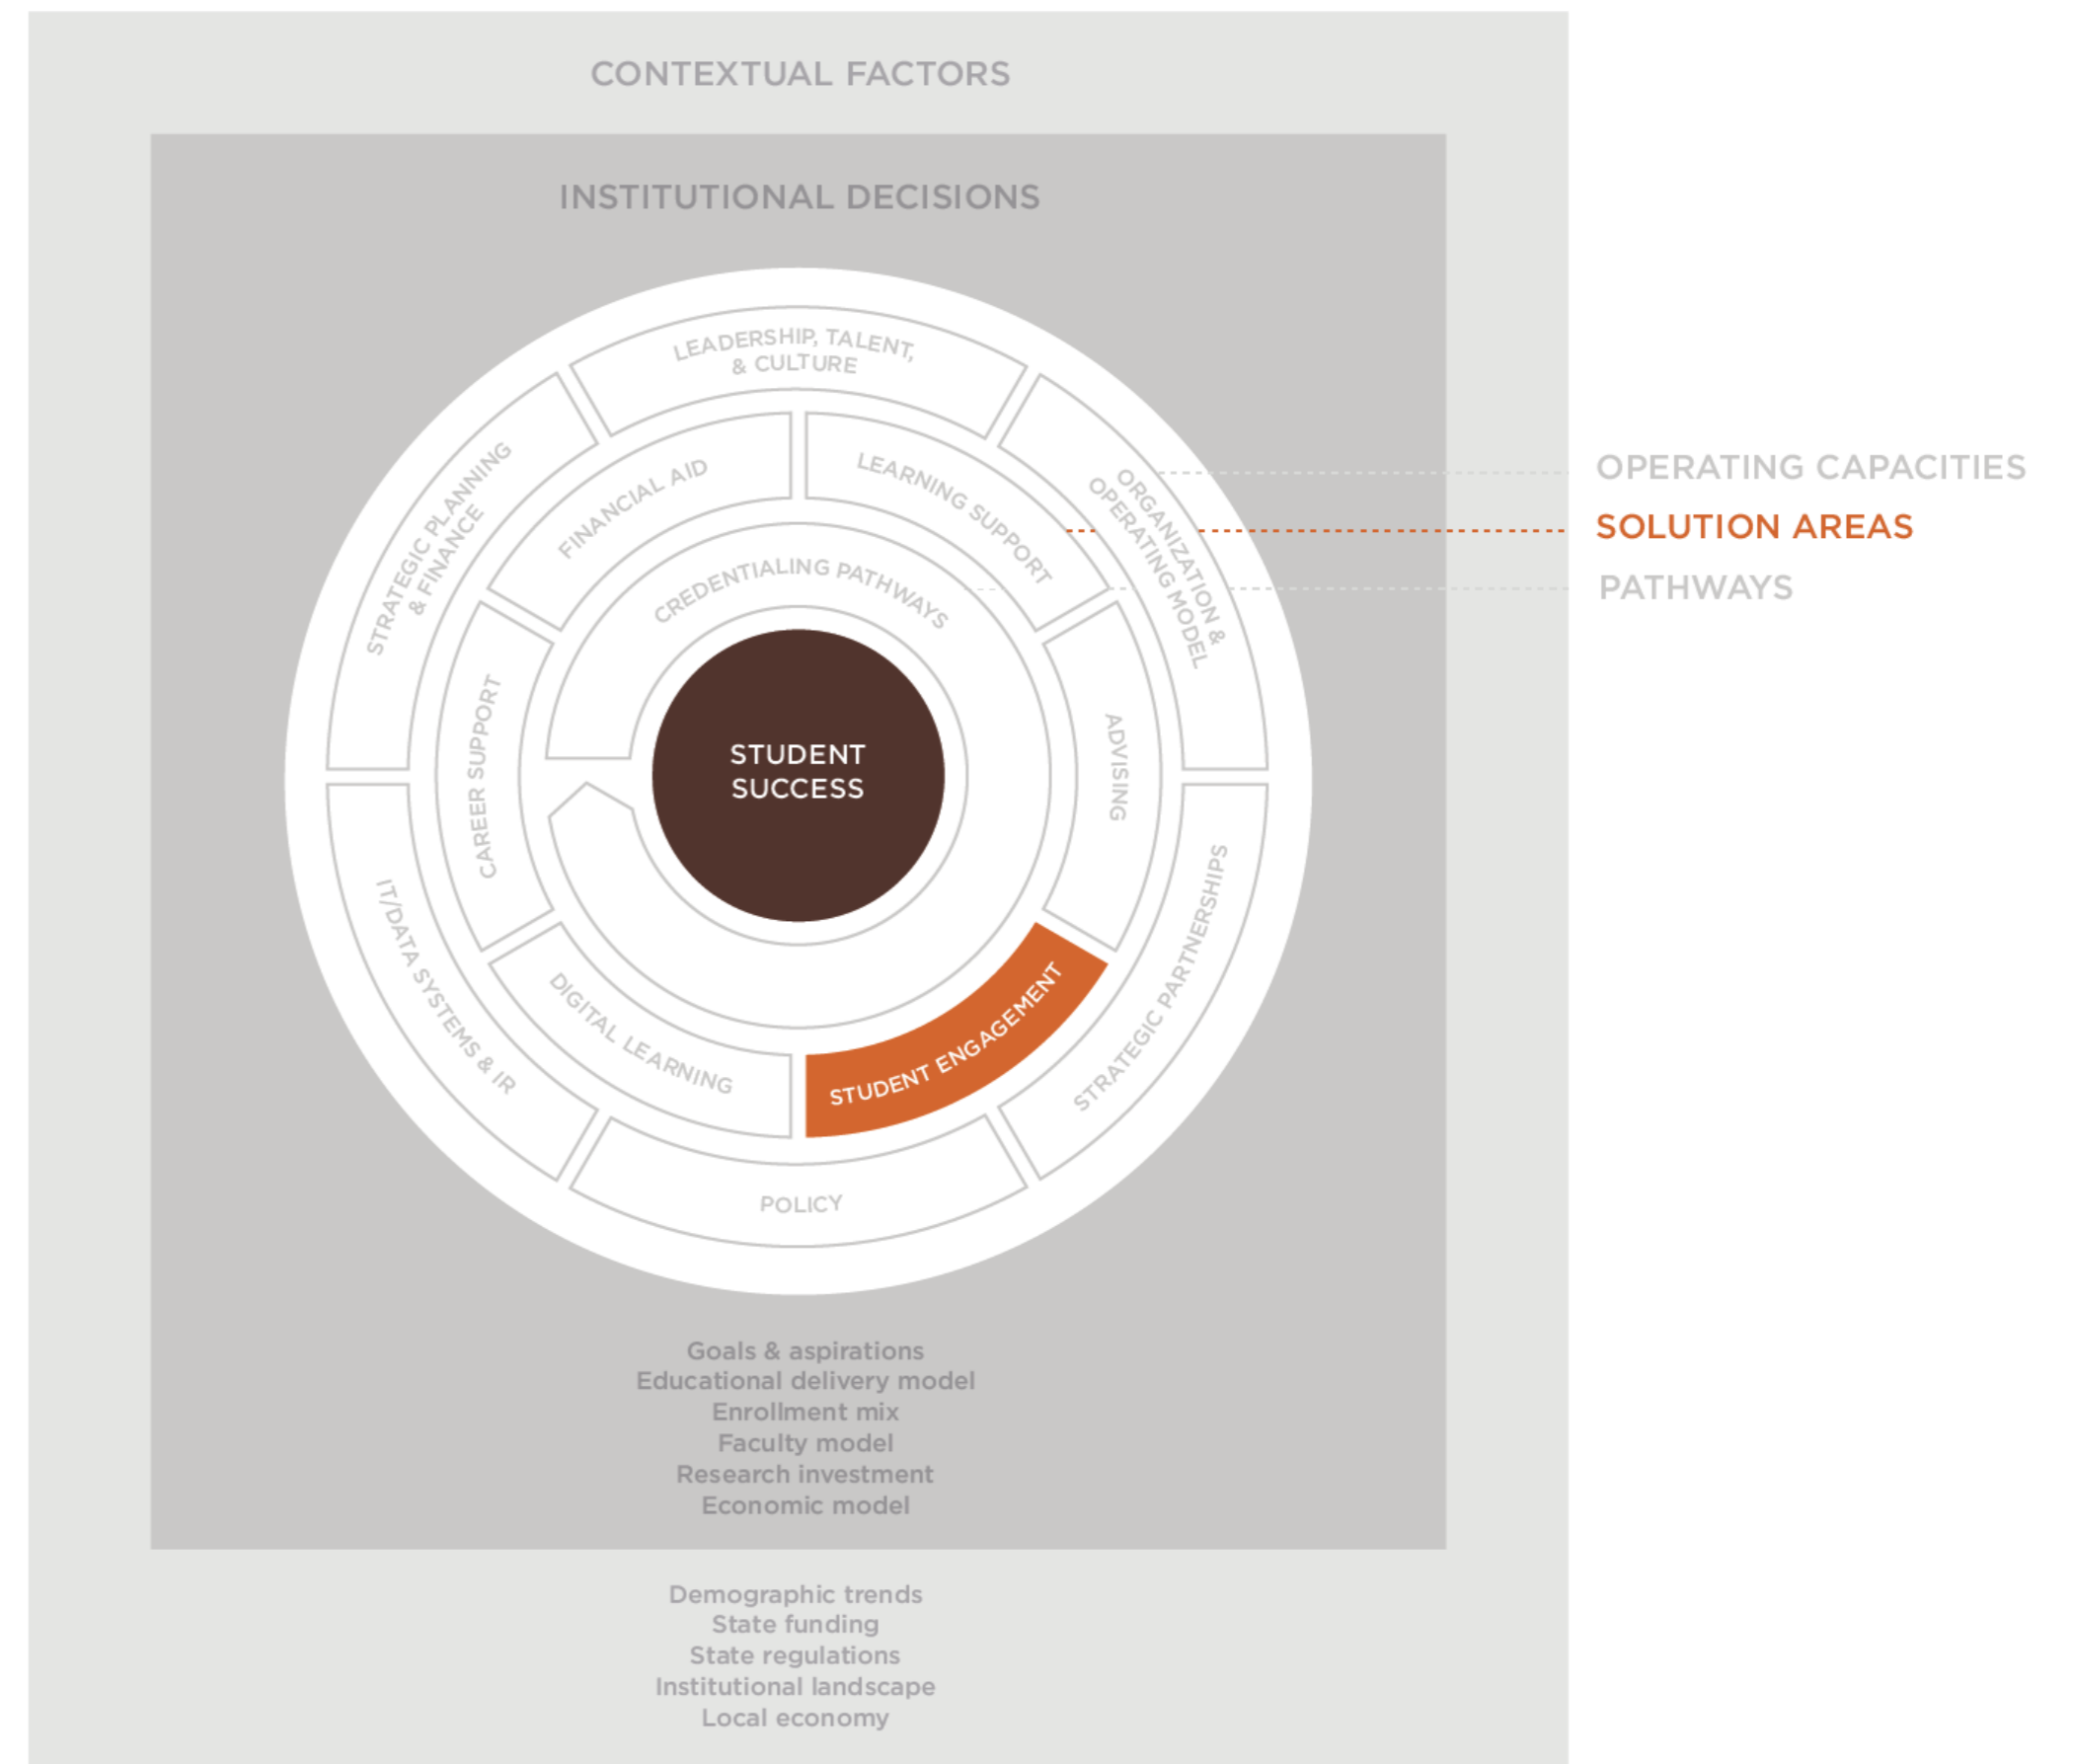 CONTEXTUAL FACTORS
INSTITUTIONAL DECISIONS
LEADERSHIP, TALENT,
& CULTURE
STRATEGIC PLANNING
& FINANCE
ORGANIZATION &
OPERATING MODEL
FINANCIAL AID
LEARNING SUPPORT
CREDENTIALING PATHWAYS
STUDENT
SUCCESS
CAREER SUPPORT
ADVISING
IT/DATA SYSTEMS & IR
DIGITAL LEARNING
STUDENT ENGAGEMENT
STRATEGIC PARTNERSHIPS
POLICY
OPERATING CAPACITIES
SOLUTION AREAS
PATHWAYS
Goals & aspirations
Educational delivery model
Enrollment mix
Faculty model
Research investment
Economic model
Demographic trends
State funding
State regulations
Institutional landscape
Local economy